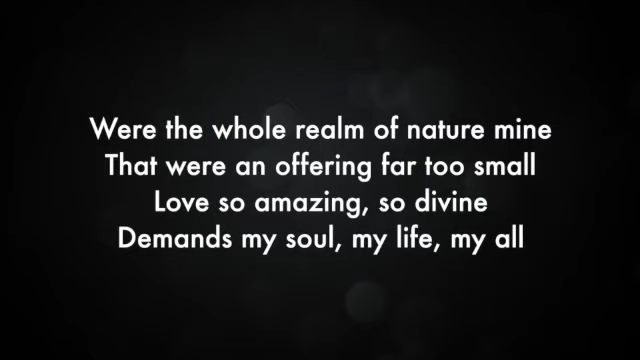 Were the whole realm of nature mine
That were an offering far too small
Love so amazing, so divine
Demands my soul, my life, my all